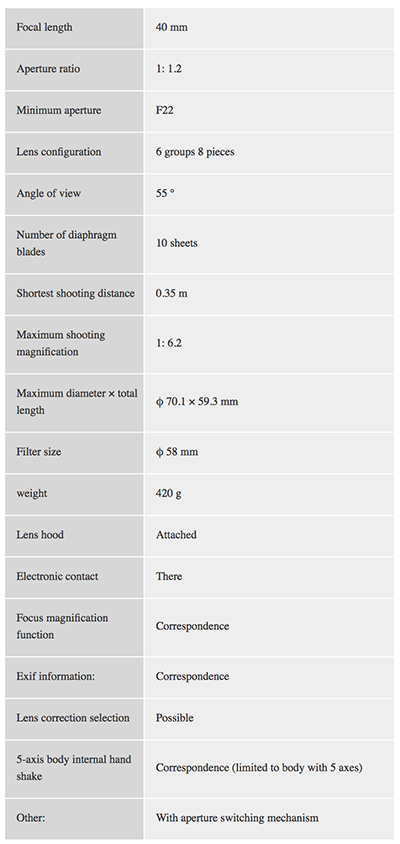 Focal length 40 mm
Aperture ratio 1: 1.2
Minimum aperture F22
Lens configuration 6 groups 8 pieces
Angle of view 55 °
Number of diaphragm
blades
10 sheets
Shortest shooting distance 0.35 m
Maximum shooting
magnification
1: 6.2
Maximum diameter × total
length
φ 70.1 × 59.3 mm
Filter size φ 58 mm
weight 420 g
Lens hood Attached
Electronic contact There
Focus magnification
function
Correspondence
Exif information: Correspondence
Lens correction selection Possible
5-axis body internal hand
shake
Correspondence (limited to body with 5 axes)
Other: With aperture switching mechanism